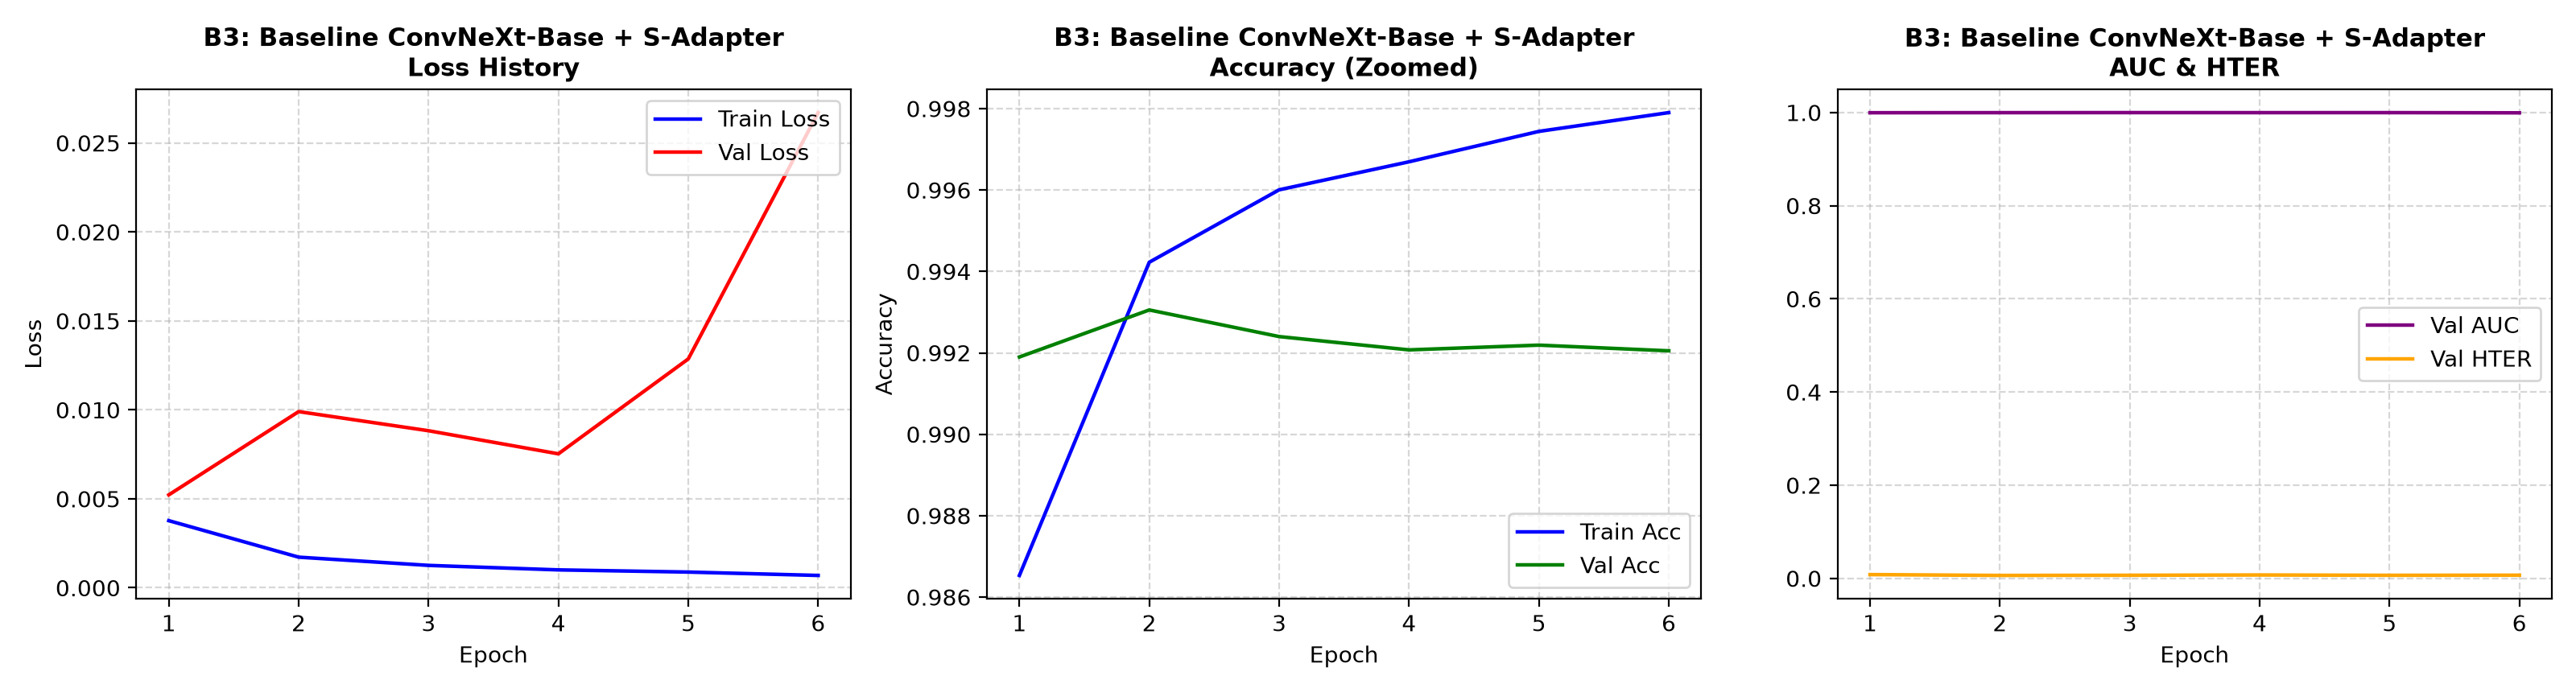 B3: Baseline ConvNeXt-Base + S-Adapter
Loss History
0.025
0.020
0.015
0.010
0.005
0.000
Loss
Train Loss
Val Loss
1 2 3 4 5 6
Epoch
B3: Baseline ConvNeXt-Base + S-Adapter
Accuracy (Zoomed)
0.998
0.996
0.994
0.992
0.990
0.988
0.986
Accuracy
Train Acc
Val Acc
1 2 3 4 5 6
Epoch
B3: Baseline ConvNeXt-Base + S-Adapter
AUC & HTER
1.0
0.8
0.6
0.4
0.2
0.0
Val AUC
Val HTER
1 2 3 4 5 6
Epoch